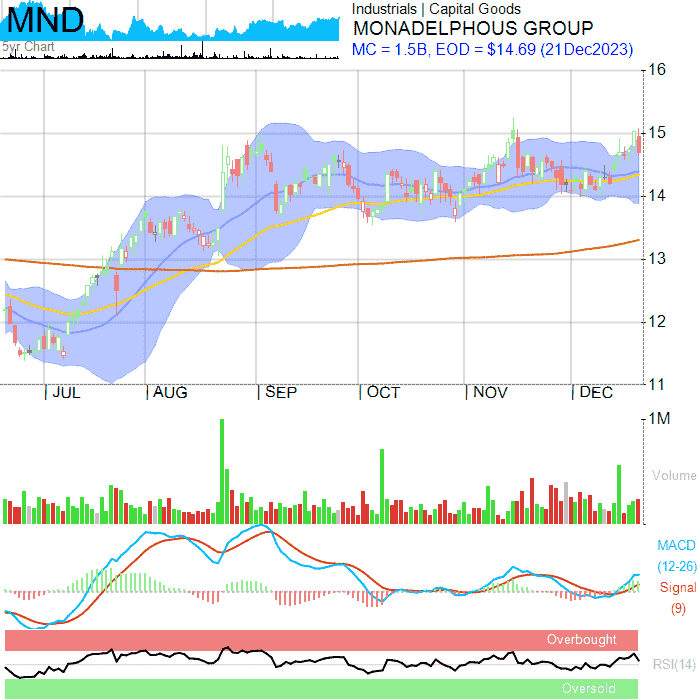 MND
5yr Chart
Industrials | Capital Goods
MONADELPHOUS GROUP
MC = 1.5B, EOD = $14.69 (21Dec2023)
16
15
14
13
12
11
JUL AUG SEP OCT NOV DEC
1M
Volume
MACD
(12-26)
Signal
(9)
Overbought
RSI(14)
Oversold